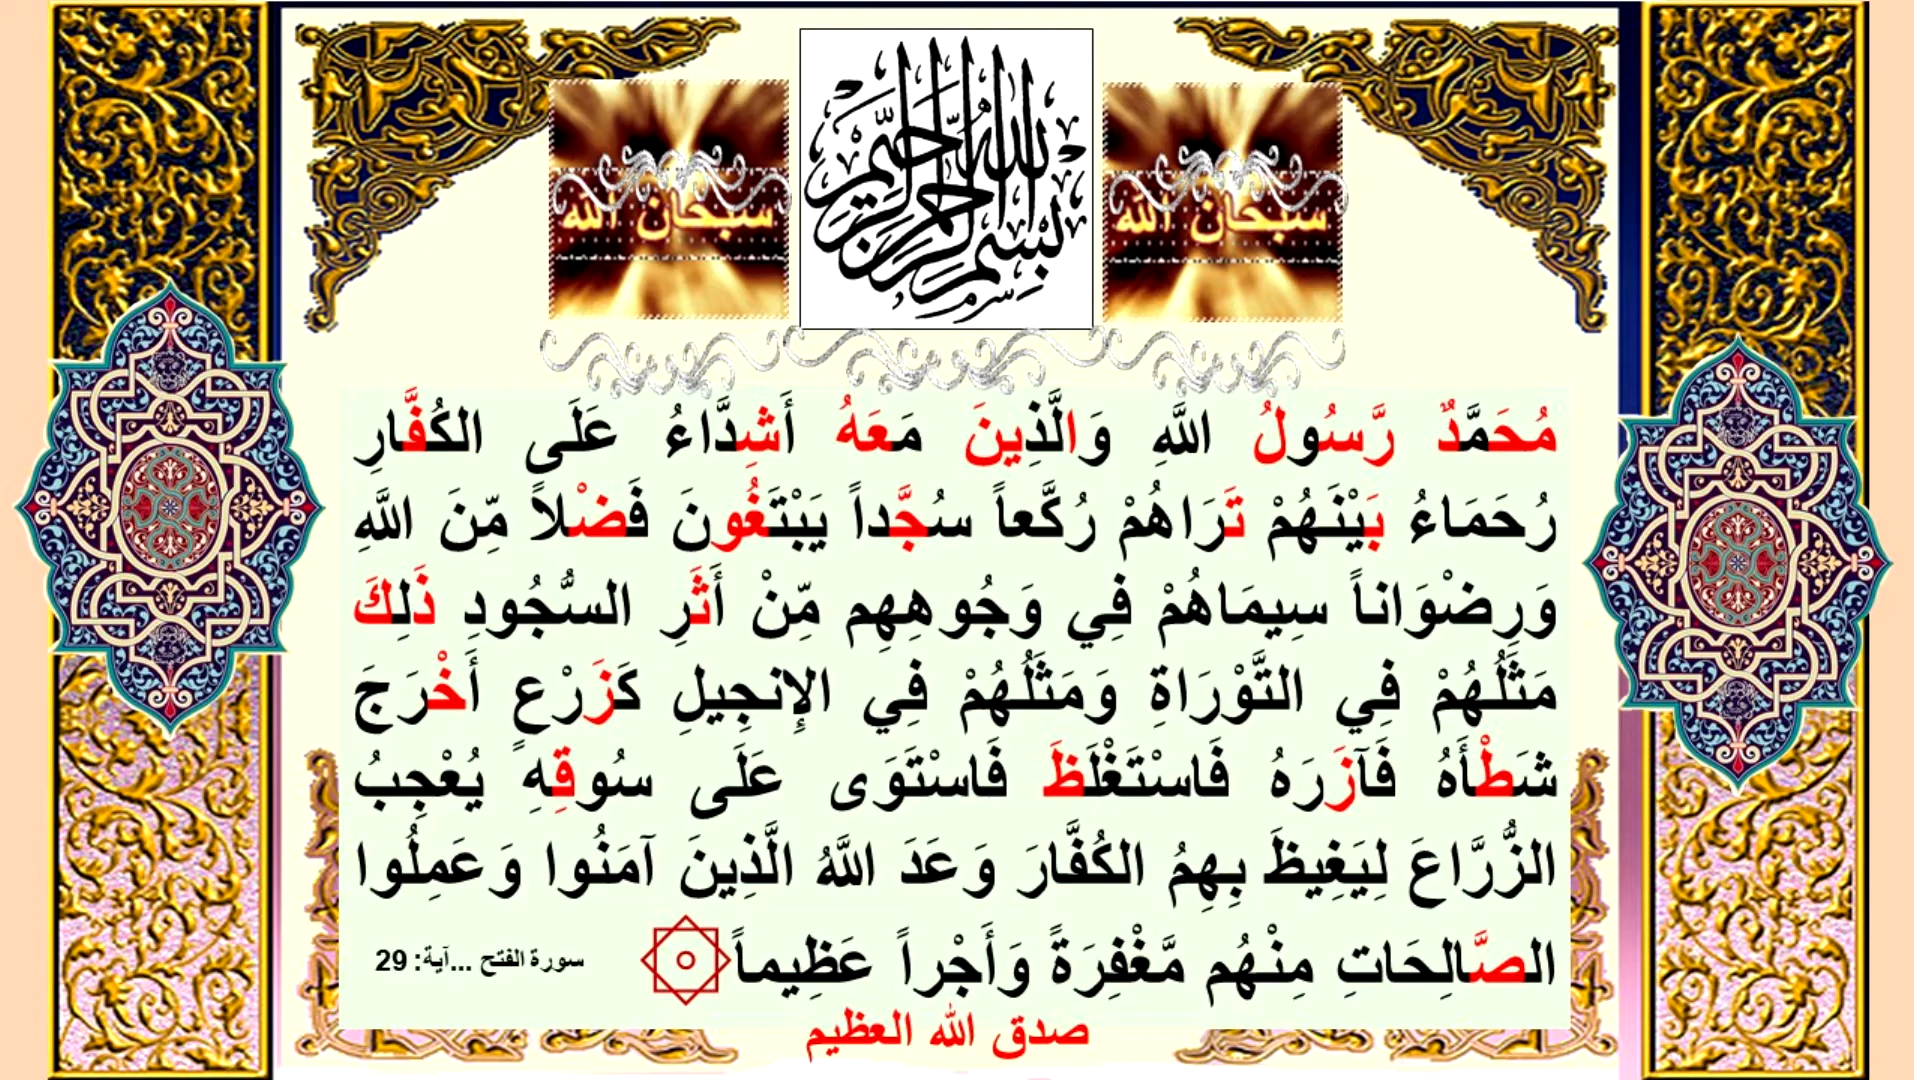 بسم الله الرحمن الرحيم
سبحان الله
سبحان الله
مُحَمَّدٌ رَّسُولُ اللَّهِ وَالَّذِينَ مَعَهُ أَشِدَّاءُ عَلَى الكُفَّارِ
رُحَمَاءُ بَيْنَهُمْ تَرَاهُمْ رُكَّعاً سُجَّداً يَبْتَغُونَ فَضْلاً مِّنَ اللَّهِ
وَرِضْوَاناً سِيمَاهُمْ فِي وَجُوهِهِم مِّنْ أَثَرِ السُّجُودِ ذَلِكَ
مَثَلُهُمْ فِي التَّوْرَاةِ وَمَثَلُهُمْ فِي الإِنجِيلِ كَزَرْعٍ أَخْرَجَ
شَطْأَهُ فَآزَرَهُ فَاسْتَغْلَظَ فَاسْتَوَى عَلَى سُوقِهِ يُعْجِبُ
الزُّرَّاعَ لِيَغِيظَ بِهِمُ الكُفَّارَ وَعَدَ اللَّهُ الَّذِينَ آمَنُوا وَعَمِلُوا
الصَّالِحَاتِ مِنْهُم مَّغْفِرَةً وَأَجْراً عَظِيماً ۞ سورة الفتح ...آية: 29
صدق الله العظيم